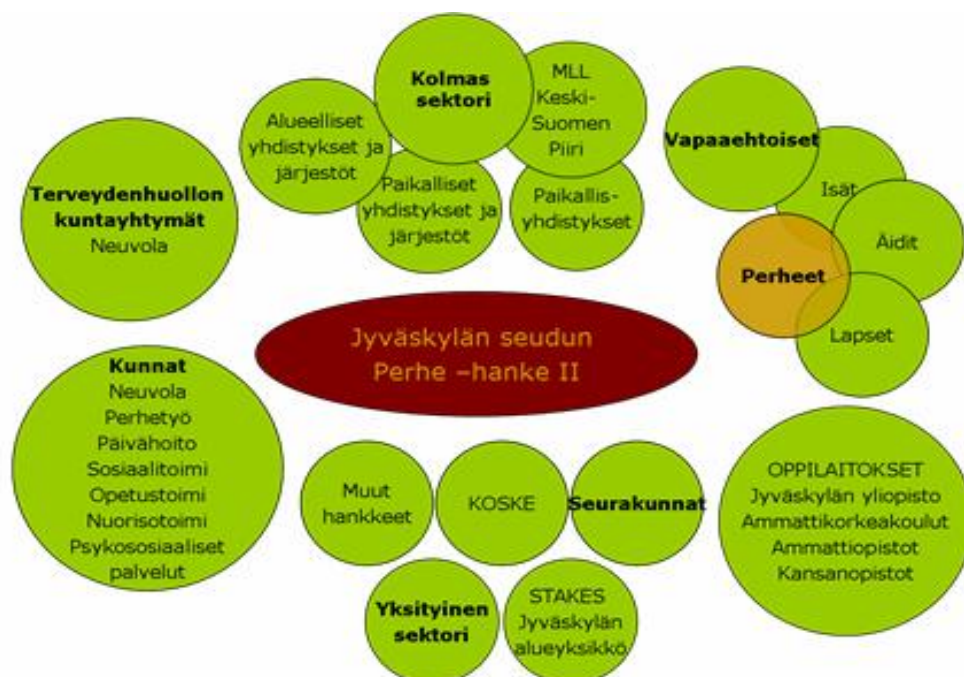 Kolmas
sektori
MLL
Keski-
Suomen
Piiri
Alueelliset
yhdistykset ja
järjestöt
Paikalliset
yhdistykset ja
järjestöt
Paikallis-
yhdistykset
Vapaaehtoiset
Isät
Äidit
Perheet
Lapset
Terveydenhuollon
kuntayhtymät
Neuvola
Jyväskylän seudun
Perhe –hanke II
Kunnat
Neuvola
Perhetyö
Päivähoito
Sosiaalitoimi
Opetustoimi
Nuorisotoimi
Psykososiaaliset
palvelut
Muut
hankkeet
KOSKE
Seurakunnat
Yksityinen
sektori
STAKES
Jyväskylän
alueyksikkö
OPPILAITOKSET
Jyväskylän yliopisto
Ammattikorkeakoulut
Ammattiopistot
Kansanopistot